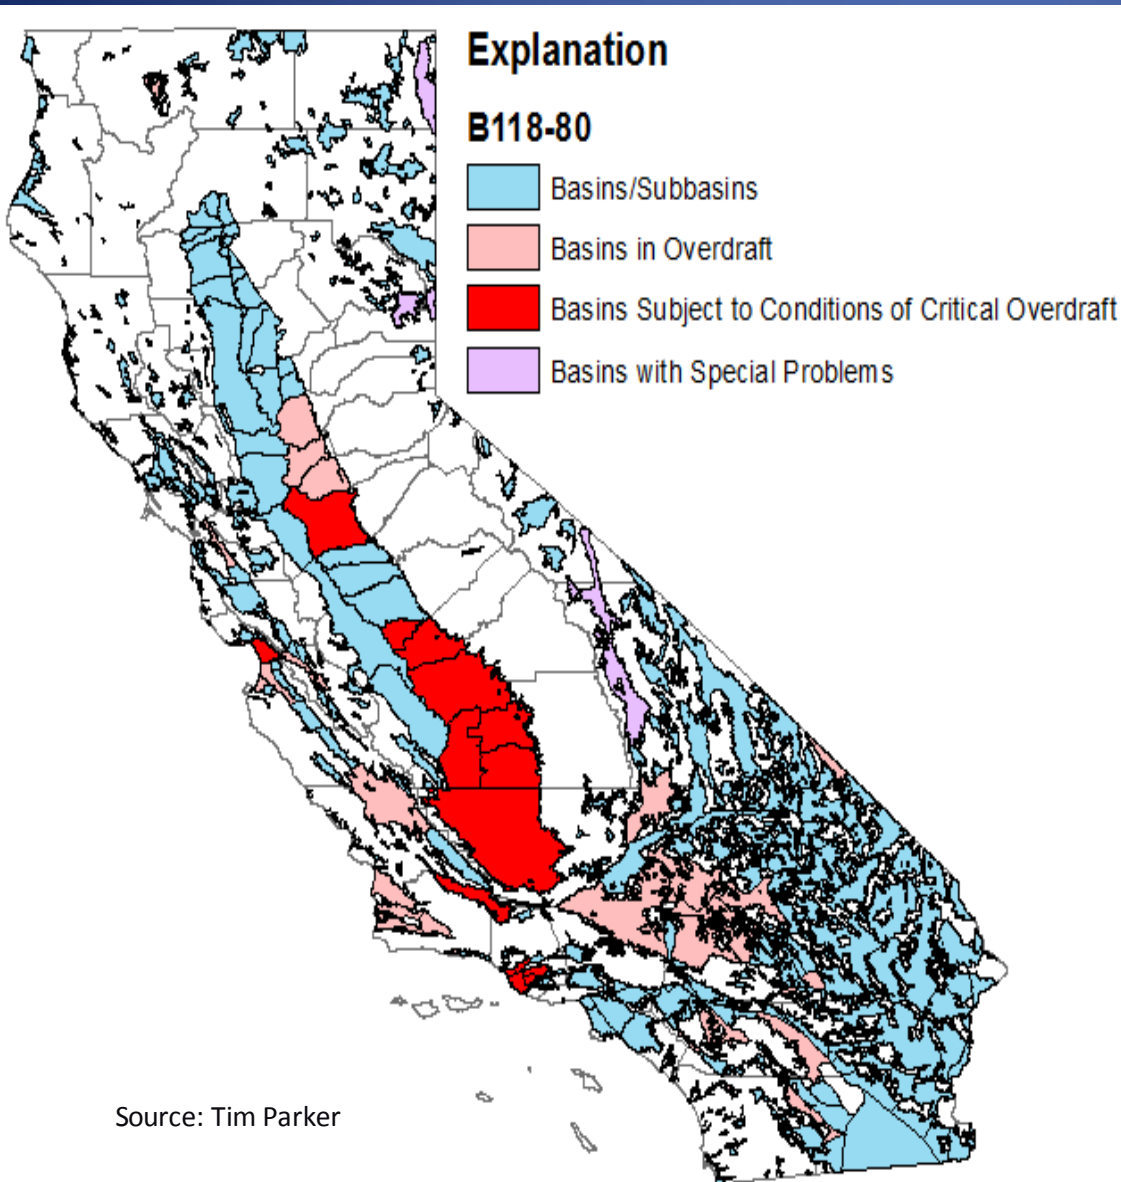 Explanation
B118-80
Basins/Subbasins
Basins in Overdraft
Basins Subject to Conditions of Critical Overdraft
Basins with Special Problems
Source: Tim Parker